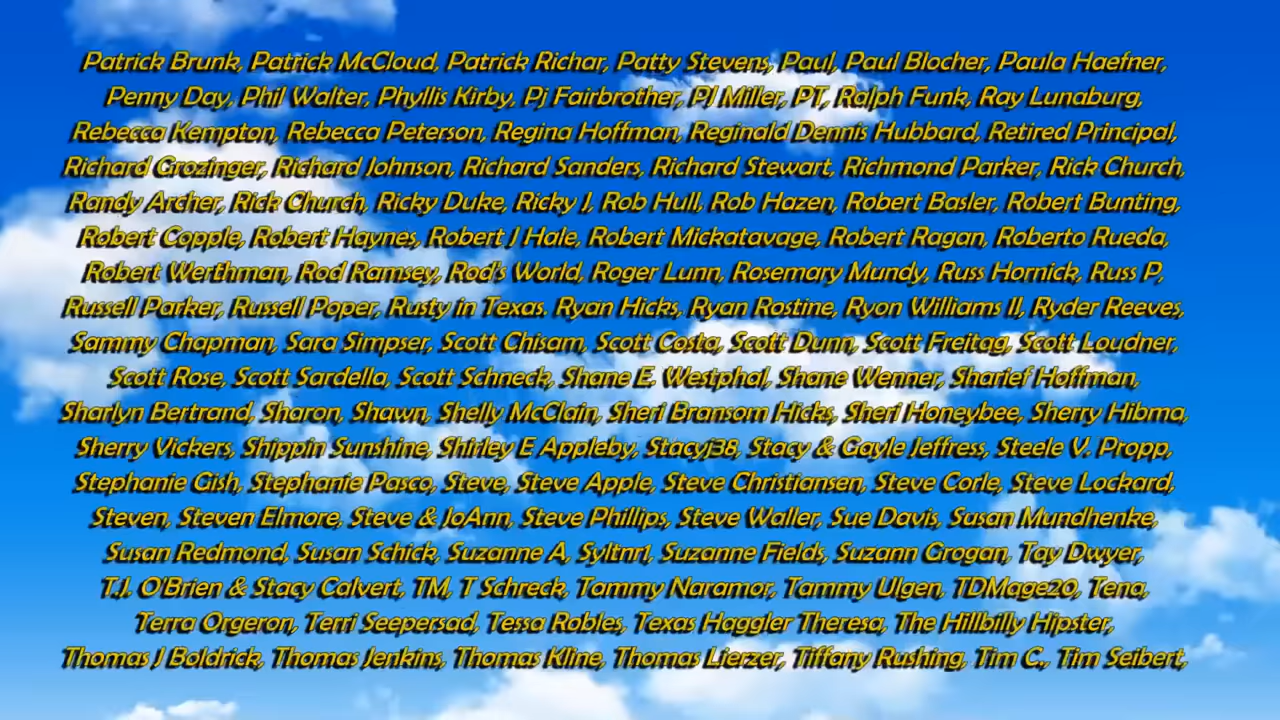 Patrick Brunk, Patrick McCloud, Patrick Richar, Patty Stevens, Paul, Paul Blocher, Paula Haefner,
Penny Day, Phil Walter, Phyllis Kirby, Pj Fairbrother, PJ Miller, PT, Ralph Funk, Ray Lunaburg,
Rebecca Kempton, Rebecca Peterson, Regina Hoffman, Reginald Dennis Hubbard, Retired Principal,
Richard Grozinger, Richard Johnson, Richard Sanders, Richard Stewart, Richmond Parker, Rick Church,
Randy Archer, Rick Church, Ricky Duke, Ricky J, Rob Hull, Rob Hazen, Robert Basler, Robert Bunting,
Robert Copple, Robert Haynes, Robert J Hale, Robert Mickatavage, Robert Ragan, Roberto Rueda,
Robert Werthman, Rod Ramsey, Rod's World, Roger Lunn, Rosemary Mundy, Russ Hornick, Russ P,
Russell Parker, Russell Poper, Rusty in Texas. Ryan Hicks, Ryan Rostine, Ryon Williams II, Ryder Reeves,
Sammy Chapman, Sara Simpser, Scott Chisam, Scott Costa, Scott Dunn, Scott Freitag, Scott Loudner,
Scott Rose, Scott Sardella, Scott Schneck, Shane E. Westphal, Shane Wenner, Sharief Hoffman,
Sharlyn Bertrand, Sharon, Shawn, Shelly McClain, Sheri Bransom Hicks, Sheri Honeybee, Sherry Hibma,
Sherry Vickers, Shippin Sunshine, Shirley E Appleby, Stacyj38, Stacy & Gayle Jeffress, Steele V. Propp,
Stephanie Gish, Stephanie Pasco, Steve, Steve Apple, Steve Christiansen, Steve Corle, Steve Lockard,
Steven, Steven Elmore, Steve & JoAnn, Steve Phillips, Steve Waller, Sue Davis, Susan Mundhenke,
Susan Redmond, Susan Schick, Suzanne A, Syltnrl, Suzanne Fields, Suzann Grogan, Tay Dwyer,
T.J. O'Brien & Stacy Calvert, TM, T Schreck, Tammy Naramor, Tammy Ulgen, TDMage20, Tena,
Terra Orgeron, Terri Seepersad, Tessa Robles, Texas Haggler Theresa, The Hillbilly Hipster,
Thomas J Boldrick, Thomas Jenkins, Thomas Kline, Thomas Lierzer, Tiffany Rushing, Tim C., Tim Seibert,